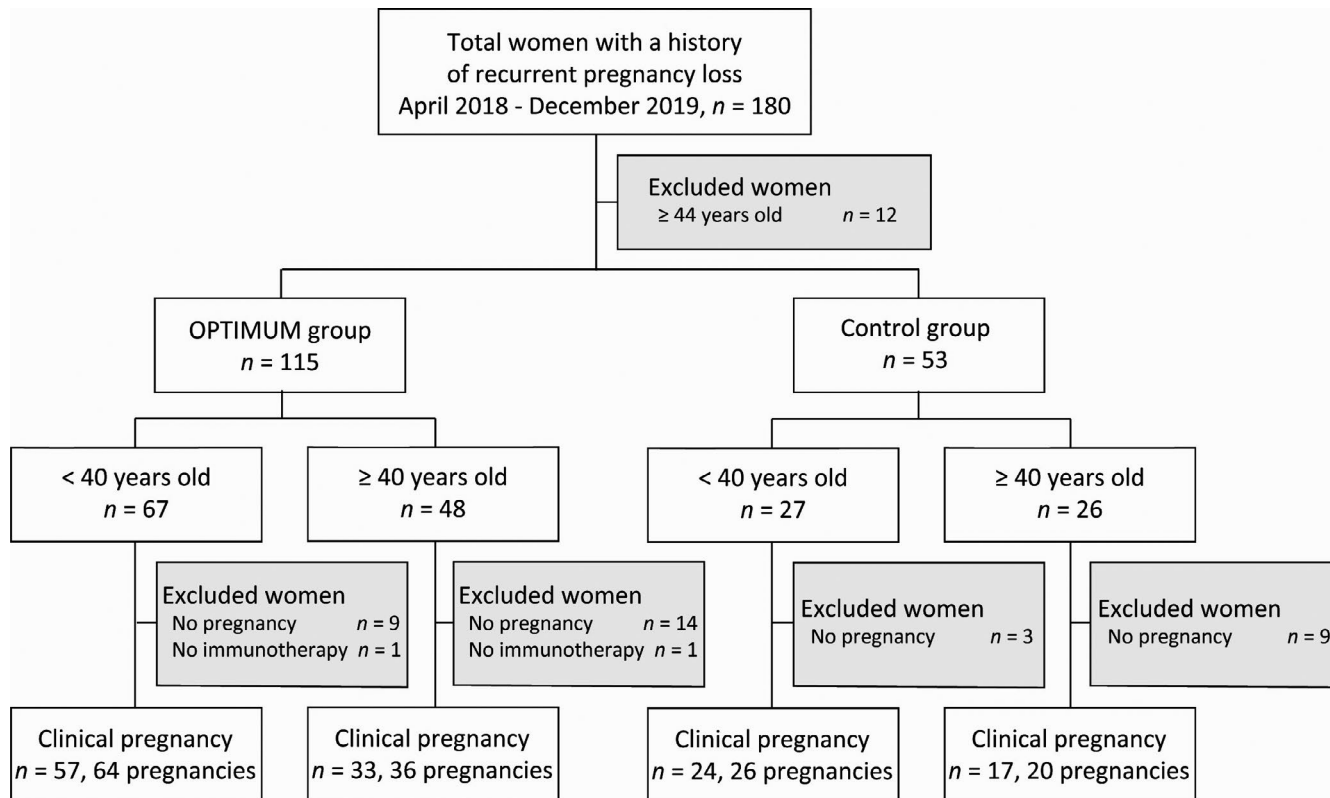 Total women with a history
of recurrent pregnancy loss
April 2018 - December 2019, n = 180
Excluded women
≥ 44 years old n = 12
OPTIMUM group
n = 115
Control group
n = 53
< 40 years old
n = 67
≥ 40 years old
n = 48
< 40 years old
n = 27
≥ 40 years old
n = 26
Excluded women
No pregnancy n = 9
No immunotherapy n = 1
Excluded women
No pregnancy n = 14
No immunotherapy n = 1
Excluded women
No pregnancy n = 3
Excluded women
No pregnancy n = 9
Clinical pregnancy
n = 57, 64 pregnancies
Clinical pregnancy
n = 33, 36 pregnancies
Clinical pregnancy
n = 24, 26 pregnancies
Clinical pregnancy
n = 17, 20 pregnancies